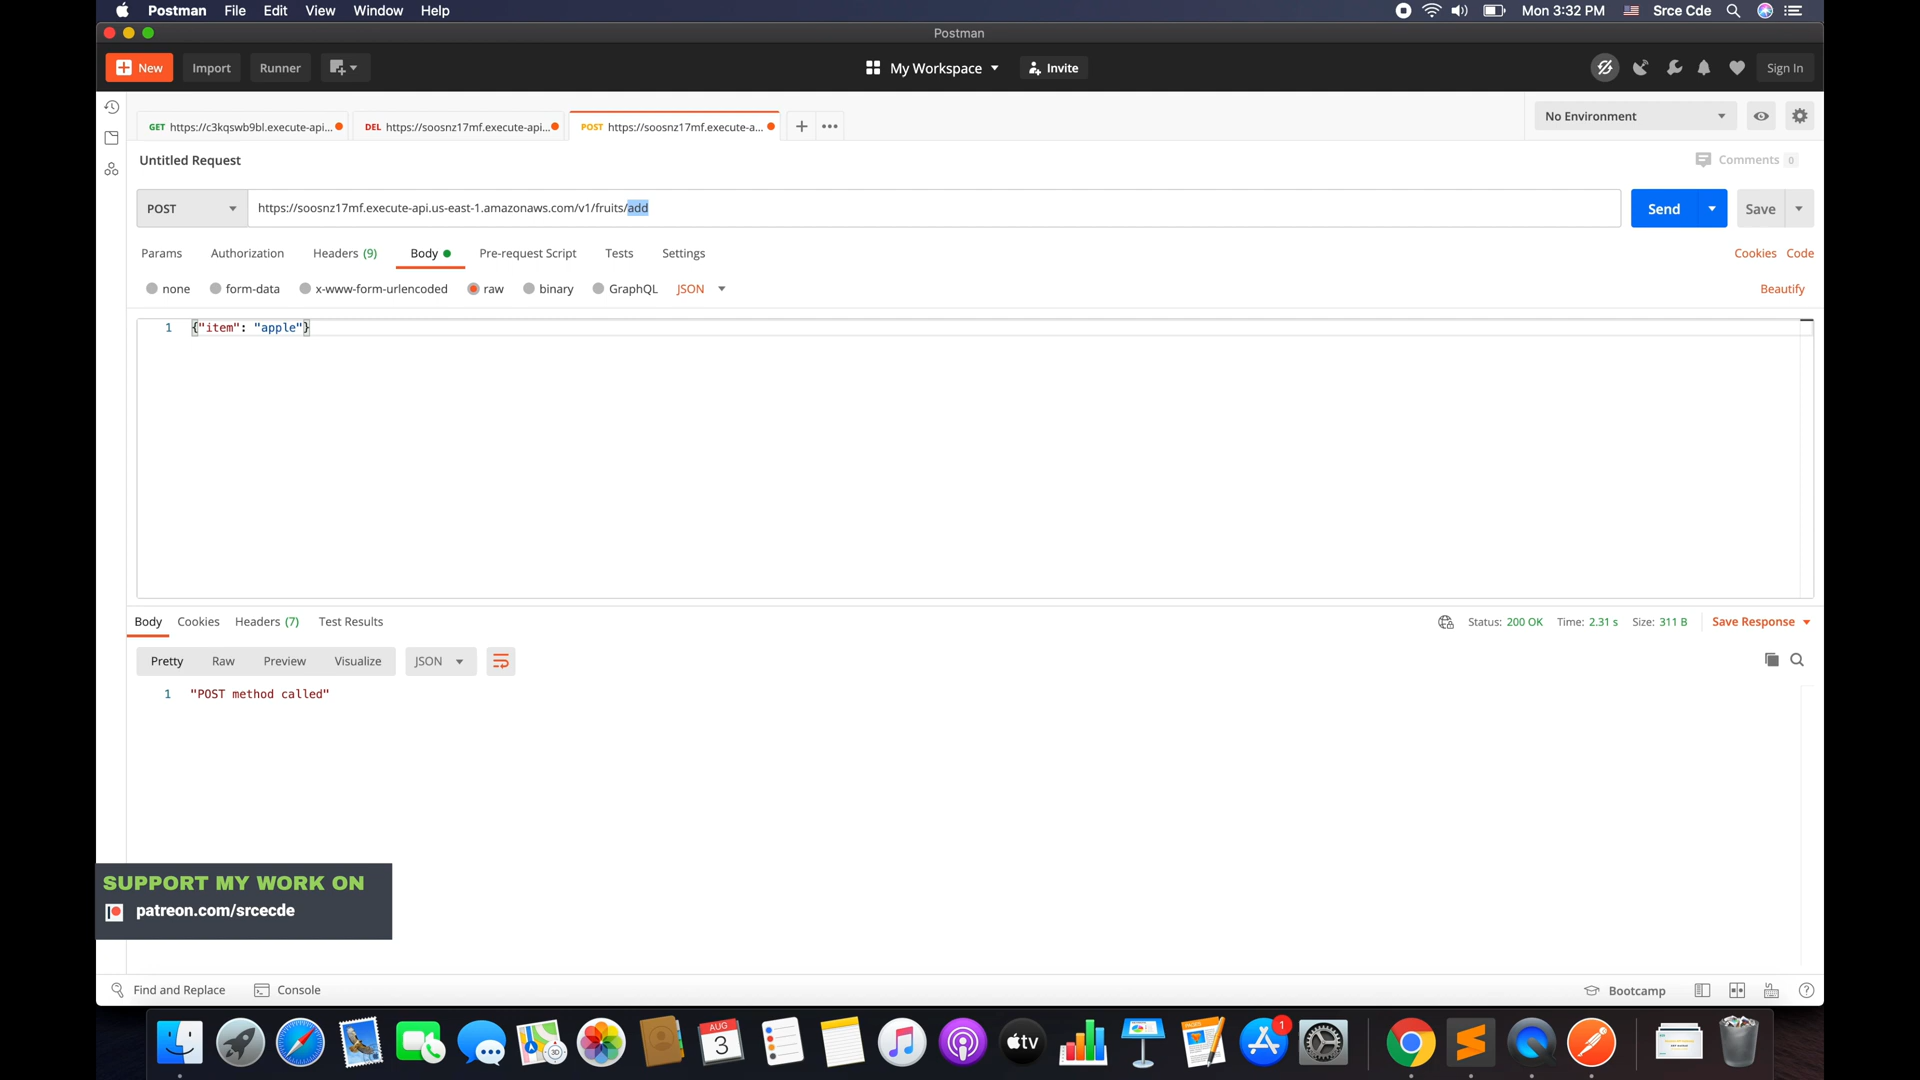 Postman File Edit View Window Help Mon 3:32 PM Srce Cde
Postman
New Import Runner My Workspace Invite Sign In
GET https://c3kqswb9bl.execute-api... DEL https://soosnz17mf.execute-api... POST https://soosnz17mf.execute-a... + ••• No Environment
Untitled Request Comments 0
POST https://soosnz17mf.execute-api.us-east-1.amazonaws.com/v1/fruits/add Send Save
Params Authorization Headers (9) Body Pre-request Script Tests Settings Cookies Code
none form-data x-www-form-urlencoded raw binary GraphQL JSON Beautify
1 {"item": "apple"}
Body Cookies Headers (7) Test Results Status: 200 OK Time: 2.31 s Size: 311 B Save Response
Pretty Raw Preview Visualize JSON
1 "POST method called"
SUPPORT MY WORK ON
patreon.com/srcecde
Find and Replace Console Bootcamp
AUG
3
3D
tv
PAGES
1